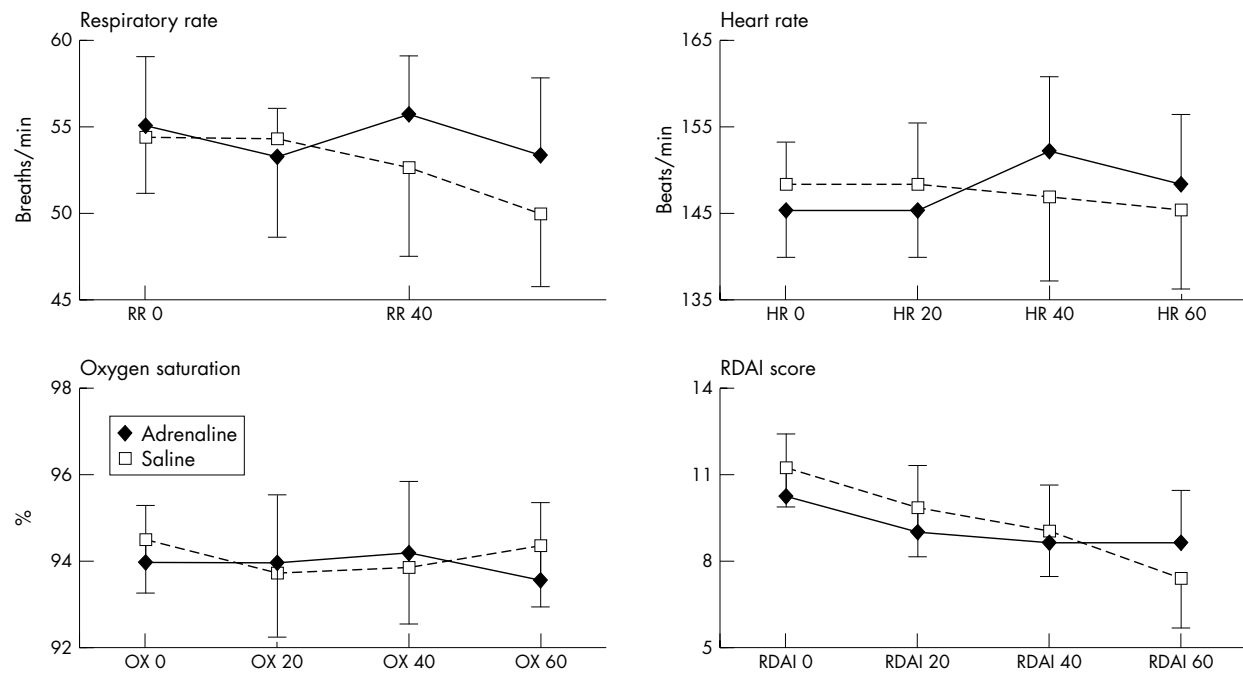 Respiratory rate
60
55
50
45
Breaths/min
RR 0
RR 40
Heart rate
165
155
145
135
Beats/min
HR 0
HR 20
HR 40
HR 60
Oxygen saturation
98
96
94
92
%
Adrenaline
Saline
OX 0
OX 20
OX 40
OX 60
RDAI score
14
11
8
5
RDAI 0
RDAI 20
RDAI 40
RDAI 60